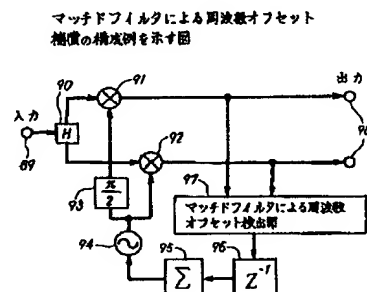 マッチドフィルタによる周波数オフセット
補償の構成例を示す図
90
91
出力
入力
H
92
89
98
π/2
93
97
マッチドフィルタによる周波数
オフセット検出部
94
95
96
Σ
Z⁻¹